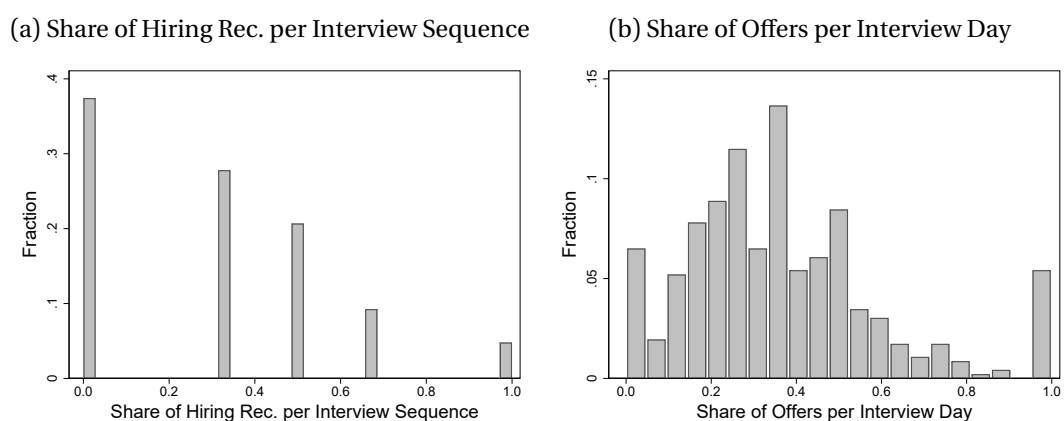 (a) Share of Hiring Rec. per Interview Sequence
(b) Share of Offers per Interview Day
.4
.3
.2
.1
0
Fraction
0.0 0.2 0.4 0.6 0.8 1.0
Share of Hiring Rec. per Interview Sequence
.15
.1
.05
0
Fraction
0.0 0.2 0.4 0.6 0.8 1.0
Share of Offers per Interview Day